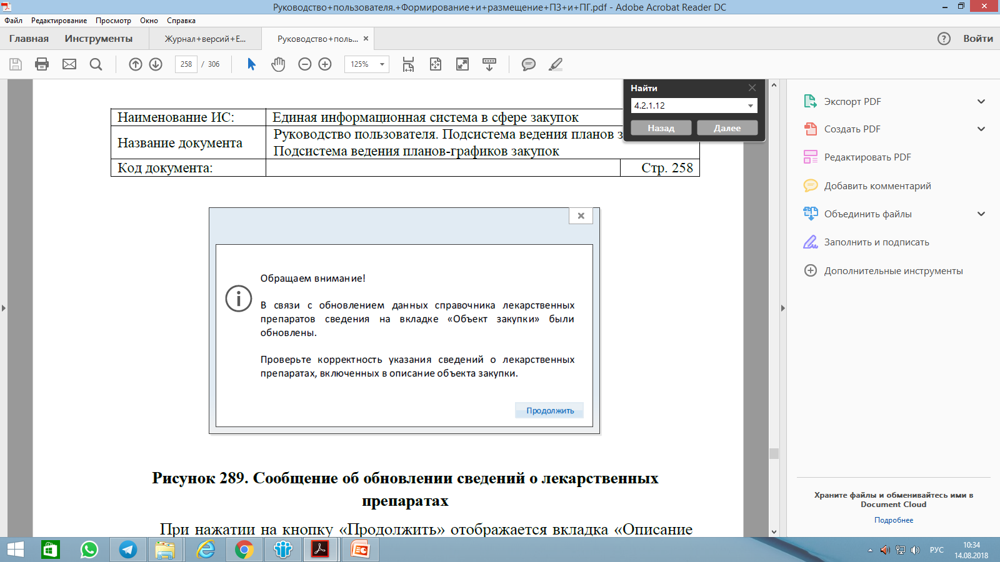 Руководство+пользователя.+Формирование+и+размещение+ПЗ+и+ПГ.pdf - Adobe Acrobat Reader DC
Файл Редактирование Просмотр Окно Справка
Главная Инструменты Журнал+версий+Е... Руководство+поль... Войти
258 / 306 125%
Найти
4.2.1.12
Назад Далее
Наименование ИС: Единая информационная система в сфере закупок
Название документа Руководство пользователя. Подсистема ведения планов з
Подсистема ведения планов-графиков закупок
Код документа: Стр. 258
Обращаем внимание!
В связи с обновлением данных справочника лекарственных
препаратов сведения на вкладке «Объект закупки» были
обновлены.
Проверьте корректность указания сведений о лекарственных
препаратах, включенных в описание объекта закупки.
Продолжить
Рисунок 289. Сообщение об обновлении сведений о лекарственных
препаратах
При нажатии на кнопку «Продолжить» отображается вкладка «Описание
Экспорт PDF
Создать PDF
Редактировать PDF
Добавить комментарий
Объединить файлы
Заполнить и подписать
Дополнительные инструменты
Храните файлы и обменивайтесь ими в
Document Cloud
Подробнее
РУС
10:34
14.08.2018